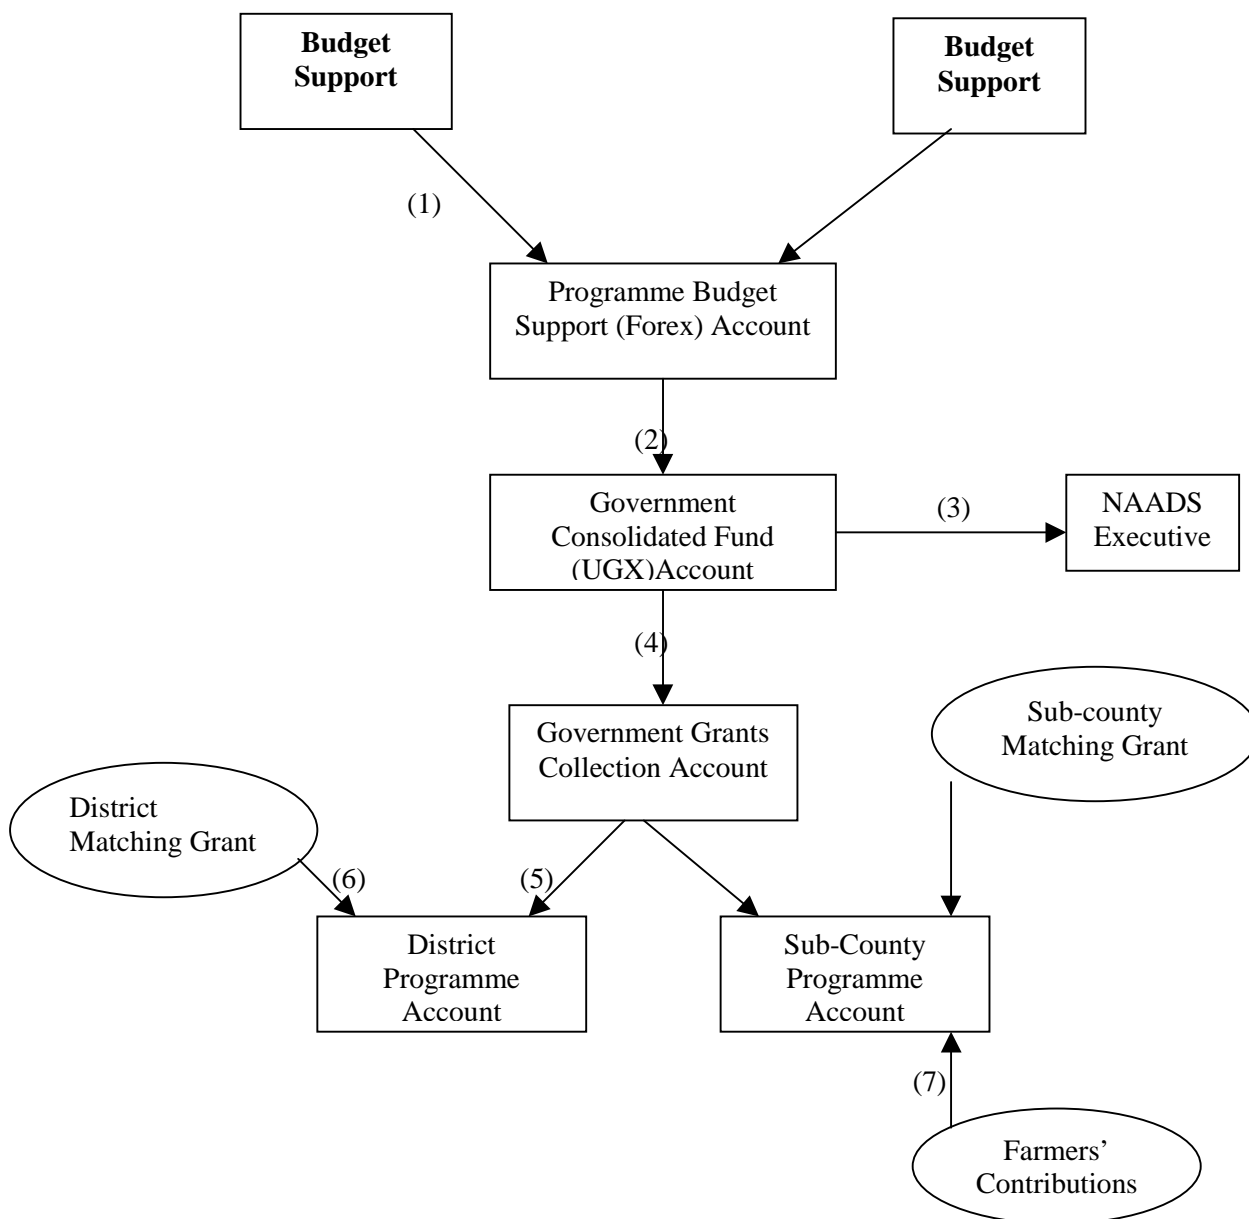 Budget
Support
Budget
Support
(1)
Programme Budget
Support (Forex) Account
(2)
Government
Consolidated Fund
(UGX)Account
(3)
NAADS
Executive
(4)
Government Grants
Collection Account
Sub-county
Matching Grant
District
Matching Grant
(6)
(5)
District
Programme
Account
Sub-County
Programme
Account
(7)
Farmers’
Contributions